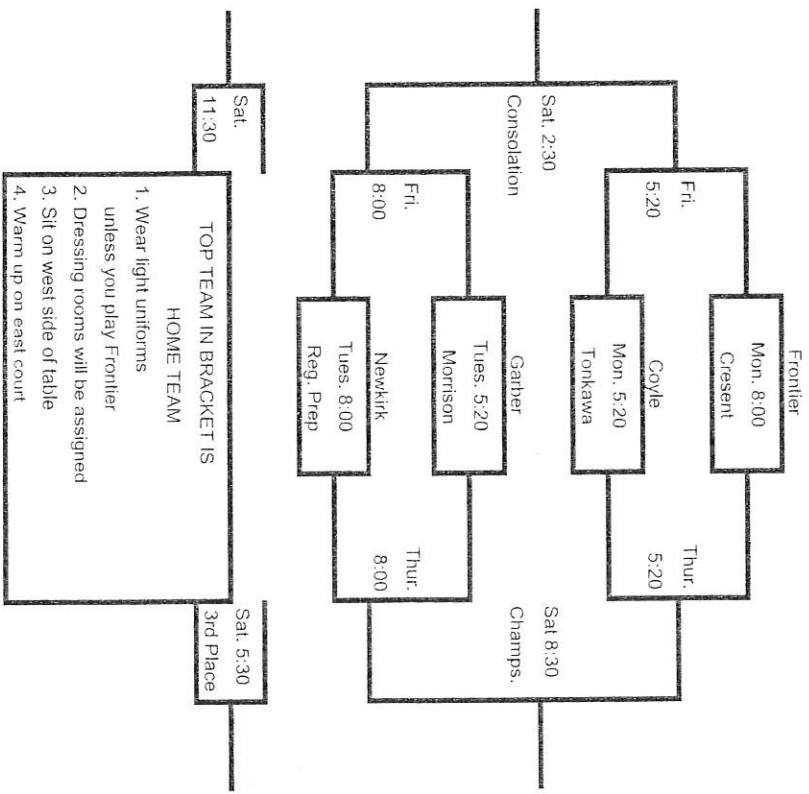 Frontier
Mon. 8:00
Cresent
Coyle
Mon. 5:20
Tonkawa
Garber
Tues. 5:20
Morrison
Newkirk
Tues. 8:00
Reg. Prep
Fri.
5:20
Fri.
8:00
Sat. 2:30
Consolation
Thur.
5:20
Thur.
8:00
Sat 8:30
Champs.
Sat.
11:30
Sat. 5:30
3rd Place
TOP TEAM IN BRACKET IS
HOME TEAM
1. Wear light uniforms
unless you play Frontier
2. Dressing rooms will be assigned
3. Sit on west side of table
4. Warm up on east court